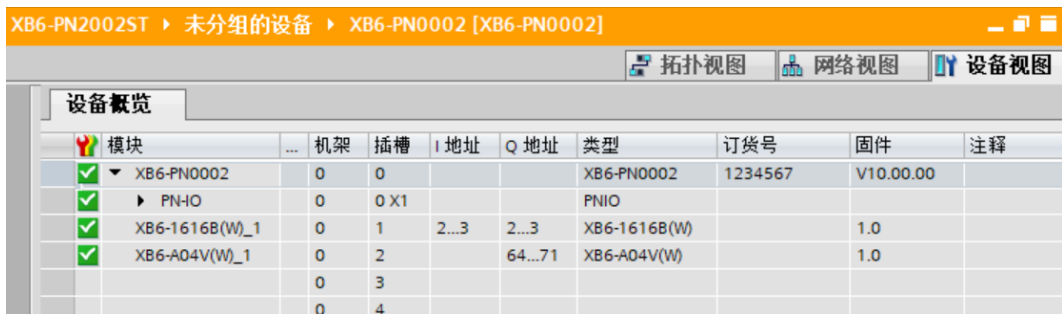 XB6-PN2002ST ▸ 未分组的设备 ▸ XB6-PN0002 [XB6-PN0002]
拓扑视图 网络视图 设备视图
设备概览
模块 ... 机架 插槽 I 地址 Q 地址 类型 订货号 固件 注释
XB6-PN0002 0 0 XB6-PN0002 1234567 V10.00.00
PN-IO 0 0 X1 PNIO
XB6-1616B(W)_1 0 1 2...3 2...3 XB6-1616B(W) 1.0
XB6-A04V(W)_1 0 2 64...71 XB6-A04V(W) 1.0
0 3
0 4